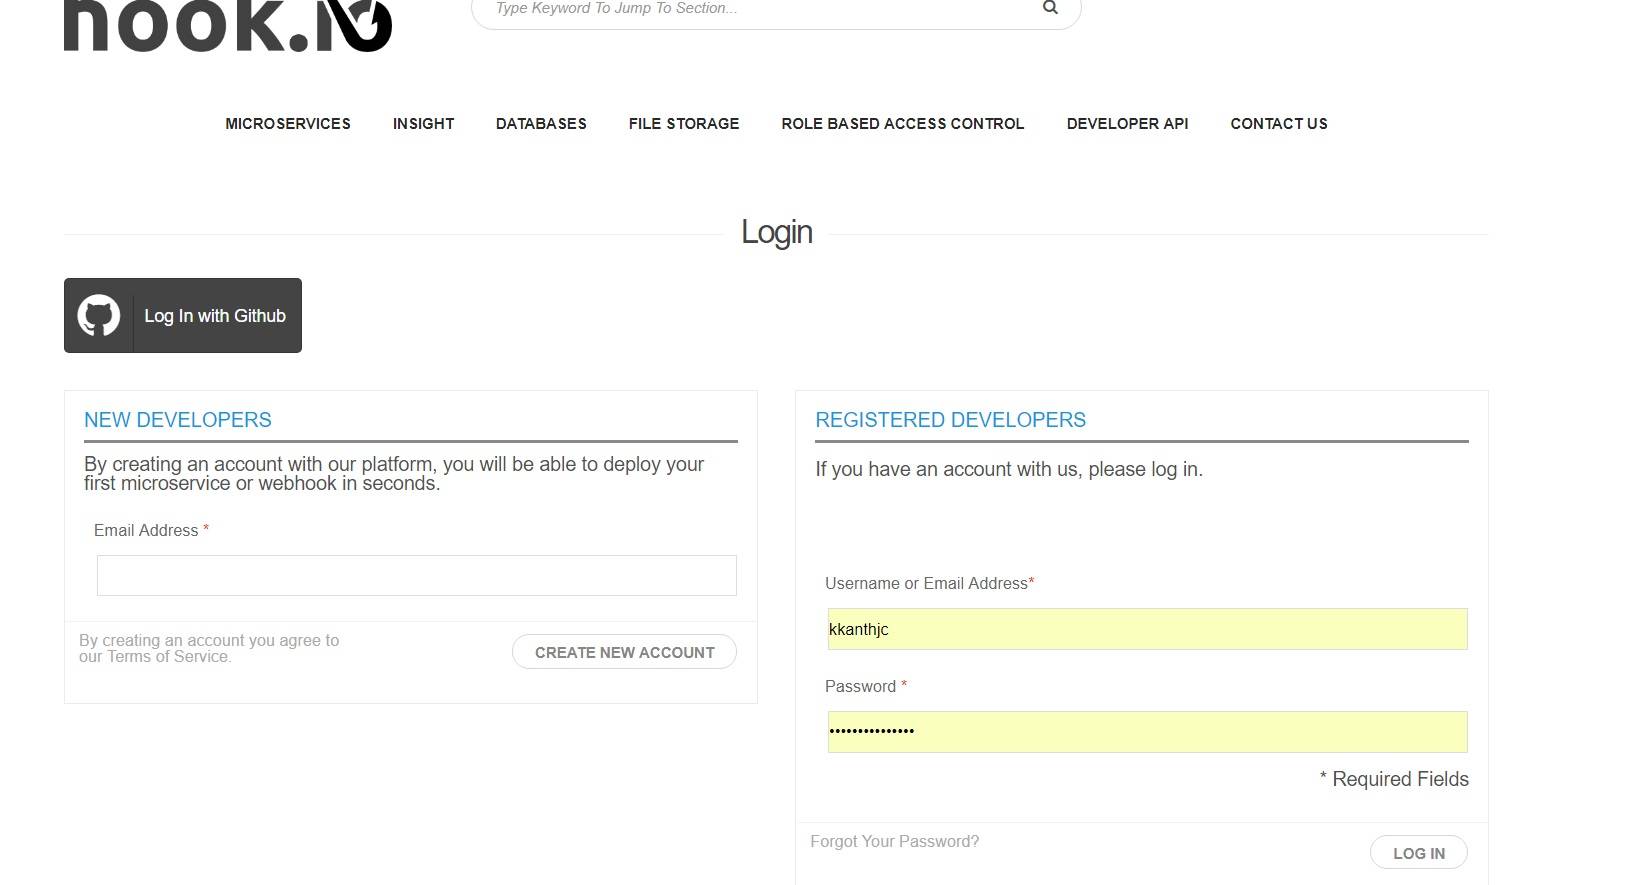 hook.io
Type Keyword To Jump To Section...
MICROSERVICES INSIGHT DATABASES FILE STORAGE ROLE BASED ACCESS CONTROL DEVELOPER API CONTACT US
Login
Log In with Github
NEW DEVELOPERS
By creating an account with our platform, you will be able to deploy your
first microservice or webhook in seconds.
Email Address *
By creating an account you agree to
our Terms of Service.
CREATE NEW ACCOUNT
REGISTERED DEVELOPERS
If you have an account with us, please log in.
Username or Email Address*
kkanthjc
Password *
•••••••••••••••
* Required Fields
Forgot Your Password?
LOG IN